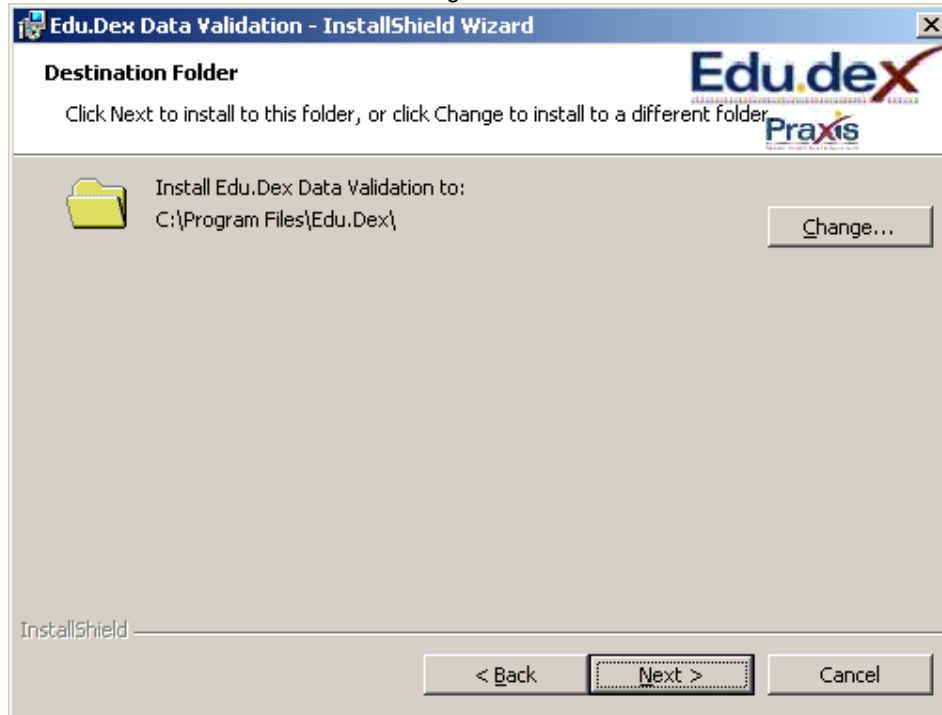 Edu.Dex Data Validation - InstallShield Wizard
Destination Folder
Click Next to install to this folder, or click Change to install to a different folder.
Edu.dex
Praxis
Install Edu.Dex Data Validation to:
C:\Program Files\Edu.Dex\
Change...
InstallShield
< Back
Next >
Cancel